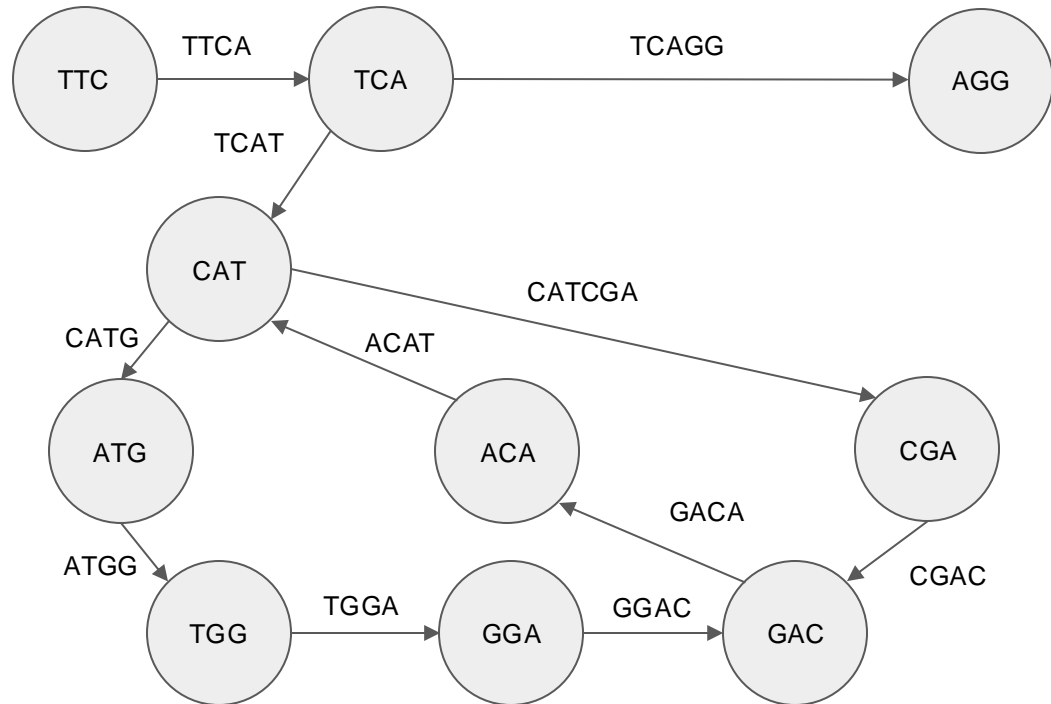 TTCA
TCAGG
TTC
TCA
AGG
TCAT
CAT
CATCGA
CATG
ACAT
ATG
ACA
CGA
GACA
ATGG
CGAC
TGGA
GGAC
TGG
GGA
GAC